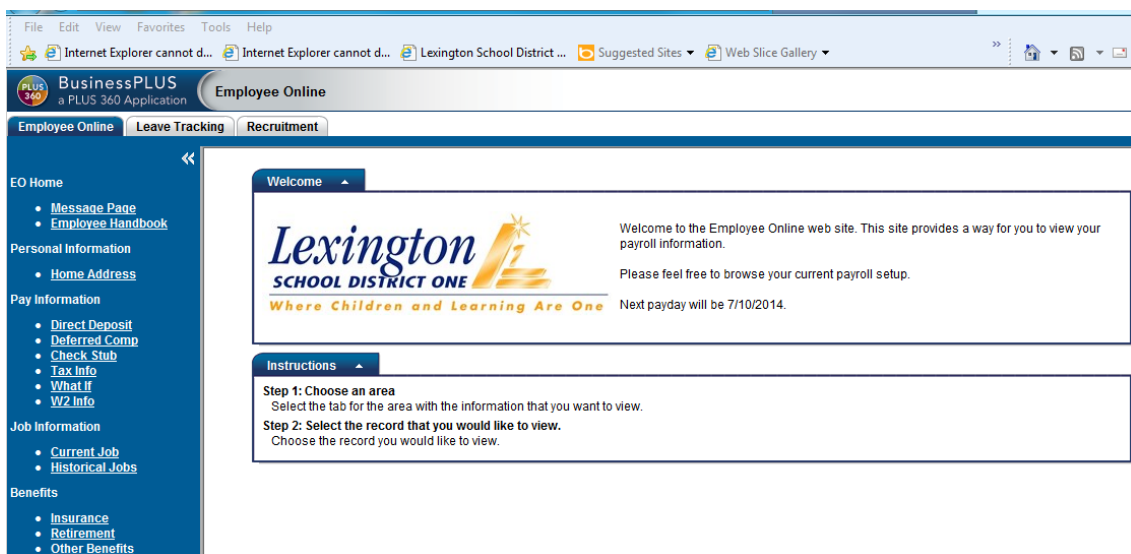 File Edit View Favorites Tools Help
Internet Explorer cannot d... Internet Explorer cannot d... Lexington School District ... Suggested Sites Web Slice Gallery
PLUS 360 BusinessPLUS
a PLUS 360 Application
Employee Online
Employee Online Leave Tracking Recruitment
EO Home
Message Page
Employee Handbook
Personal Information
Home Address
Pay Information
Direct Deposit
Deferred Comp
Check Stub
Tax Info
What If
W2 Info
Job Information
Current Job
Historical Jobs
Benefits
Insurance
Retirement
Other Benefits
Welcome
Lexington
SCHOOL DISTRICT ONE
Where Children and Learning Are One
Welcome to the Employee Online web site. This site provides a way for you to view your
payroll information.
Please feel free to browse your current payroll setup.
Next payday will be 7/10/2014.
Instructions
Step 1: Choose an area
Select the tab for the area with the information that you want to view.
Step 2: Select the record that you would like to view.
Choose the record you would like to view.